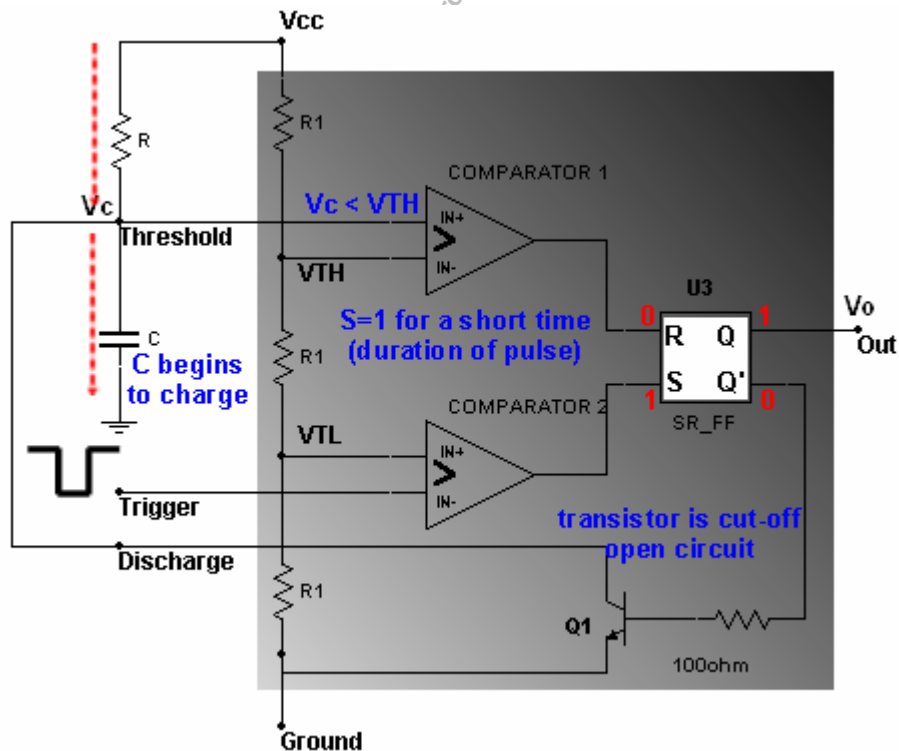 Vcc
R1
R
COMPARATOR 1
Vc
Vc < VTH
IN+
Threshold
>
VTH
IN-
U3
S=1 for a short time
(duration of pulse)
0
1
Vo
R
Q
Out
C
R1
C begins
to charge
S
Q'
1
0
COMPARATOR 2
SR_FF
VTL
IN+
>
IN-
Trigger
transistor is cut-off
open circuit
Discharge
R1
Q1
100ohm
Ground